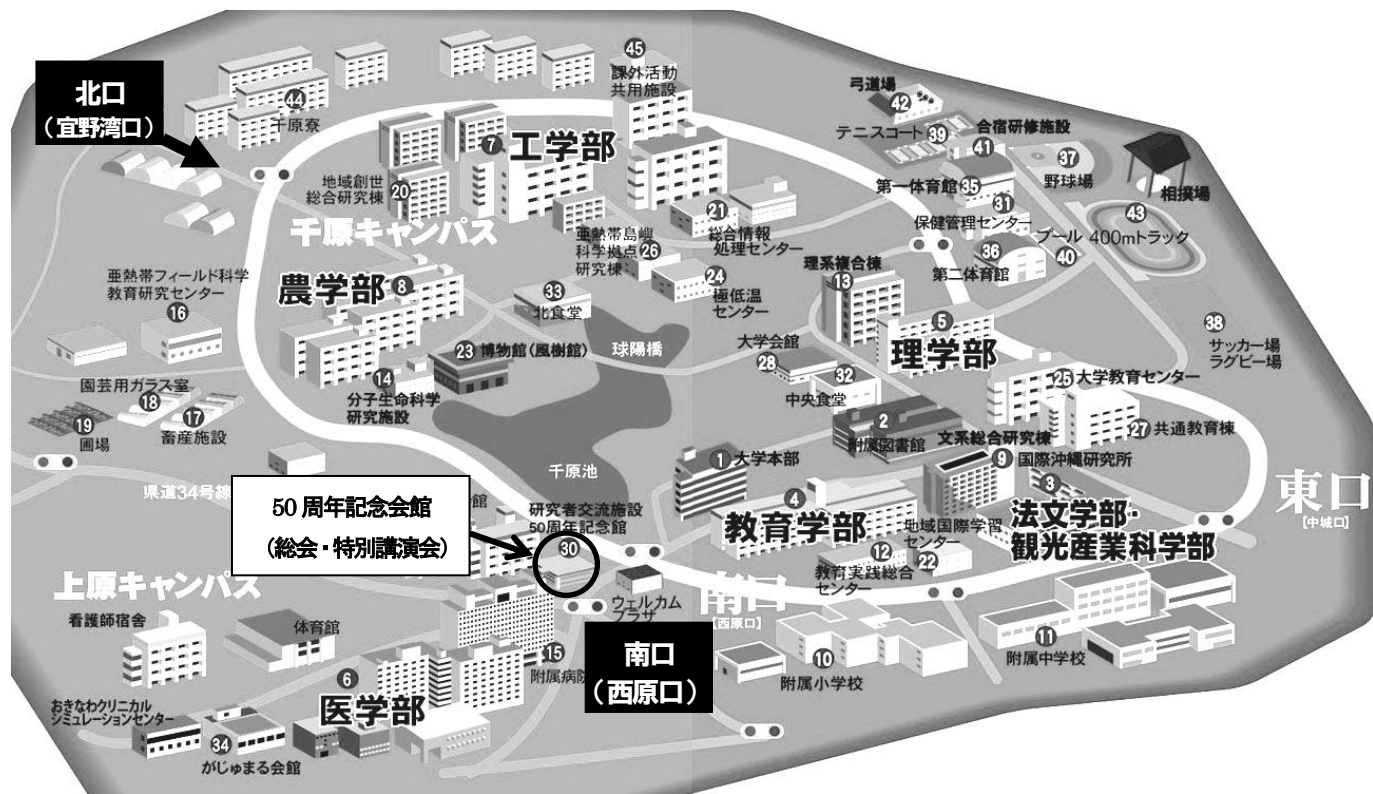 北口
（宜野湾口）
44
千原寮
45
課外活動
共用施設
7
工学部
20
地域創世
総合研究棟
千原キャンパス
21
総合情報
処理センター
亜熱帯島嶼
科学拠点
研究棟
26
24
極低温
センター
弓道場
42
テニスコート
39
合宿研修施設
41
37
野球場
相撲場
第一体育館
35
31
保健管理センター
43
400mトラック
36
第二体育館
プール
40
38
サッカー場
ラグビー場
理系複合棟
13
5
理学部
亜熱帯フィールド科学
教育研究センター
16
農学部
8
33
北食堂
23
博物館（風樹館）
球陽橋
14
分子生命科学
研究施設
園芸用ガラス室
18
17
畜産施設
19
圃場
大学会館
28
32
中央食堂
2
附属図書館
25
大学教育センター
27
共通教育棟
文系総合研究棟
9
国際沖縄研究所
3
1
大学本部
千原池
県道34号線
東口
【中城口】
法文学部・
観光産業科学部
4
教育学部
地域国際学習
センター
22
12
教育実践総合
センター
50周年記念会館
（総会・特別講演会）
館
研究者交流施設
50周年記念館
30
ウェルカム
プラザ
南口
【西原口】
南口
（西原口）
上原キャンパス
看護師宿舎
体育館
15
附属病院
6
医学部
おきなわクリニカル
シミュレーションセンター
34
がじゅまる会館
10
附属小学校
11
附属中学校